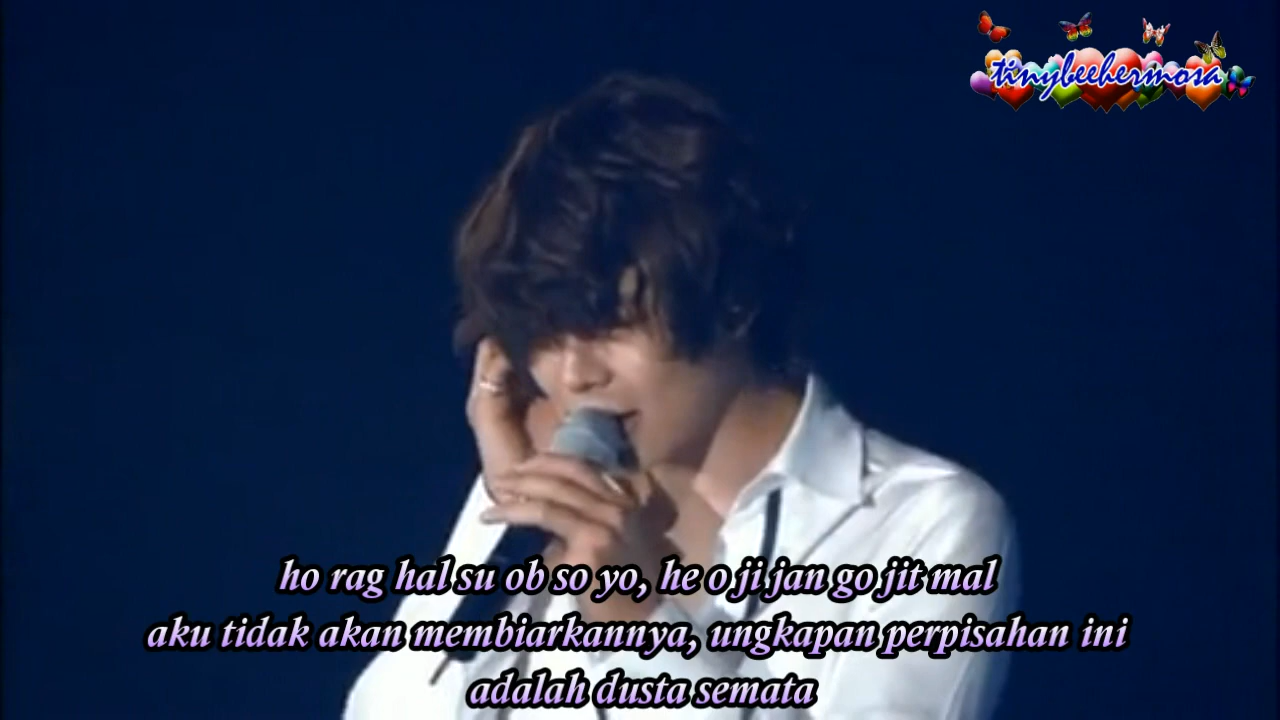 tinybeehermosa
ho rag hal su ob so yo, he o ji jan go jit mal
aku tidak akan membiarkannya, ungkapan perpisahan ini
adalah dusta semata